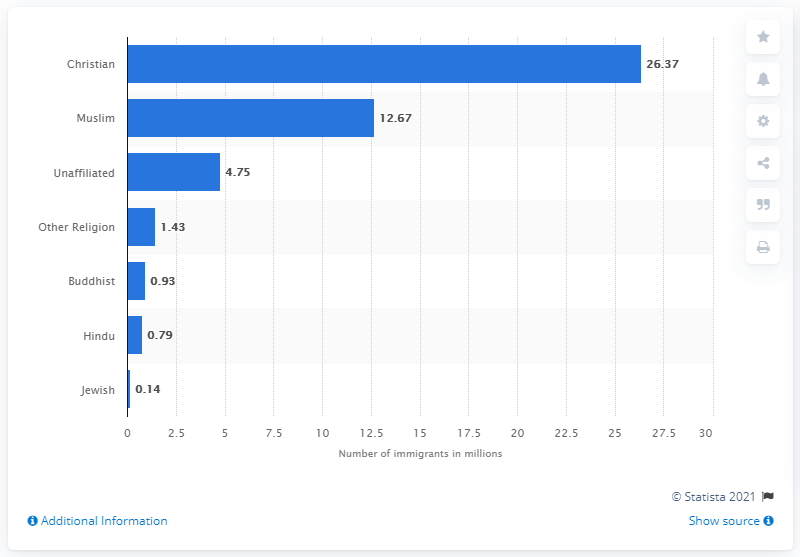 Christian 26.37
Muslim 12.67
Unaffiliated 4.75
Other Religion 1.43
Buddhist 0.93
Hindu 0.79
Jewish 0.14
0 2.5 5 7.5 10 12.5 15 17.5 20 22.5 25 27.5 30
Number of immigrants in millions
© Statista 2021
Additional Information Show source